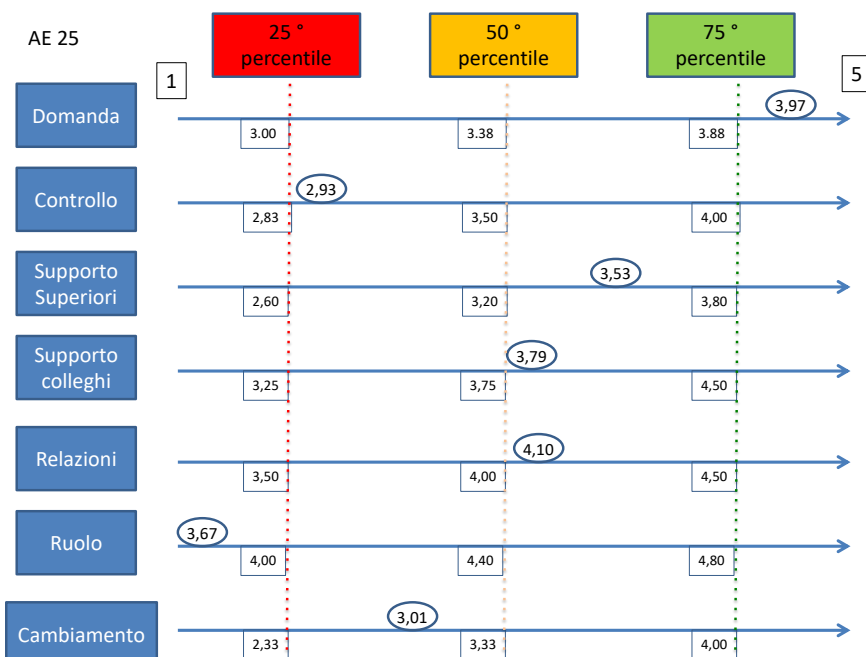 AE 25
25 °
percentile
50 °
percentile
75 °
percentile
1
5
Domanda
3.00
3.38
3.88
3,97
Controllo
2,83
2,93
3,50
4,00
Supporto
Superiori
2,60
3,20
3,53
3,80
Supporto
colleghi
3,25
3,75
3,79
4,50
Relazioni
3,50
4,00
4,10
4,50
Ruolo
3,67
4,00
4,40
4,80
Cambiamento
2,33
3,01
3,33
4,00